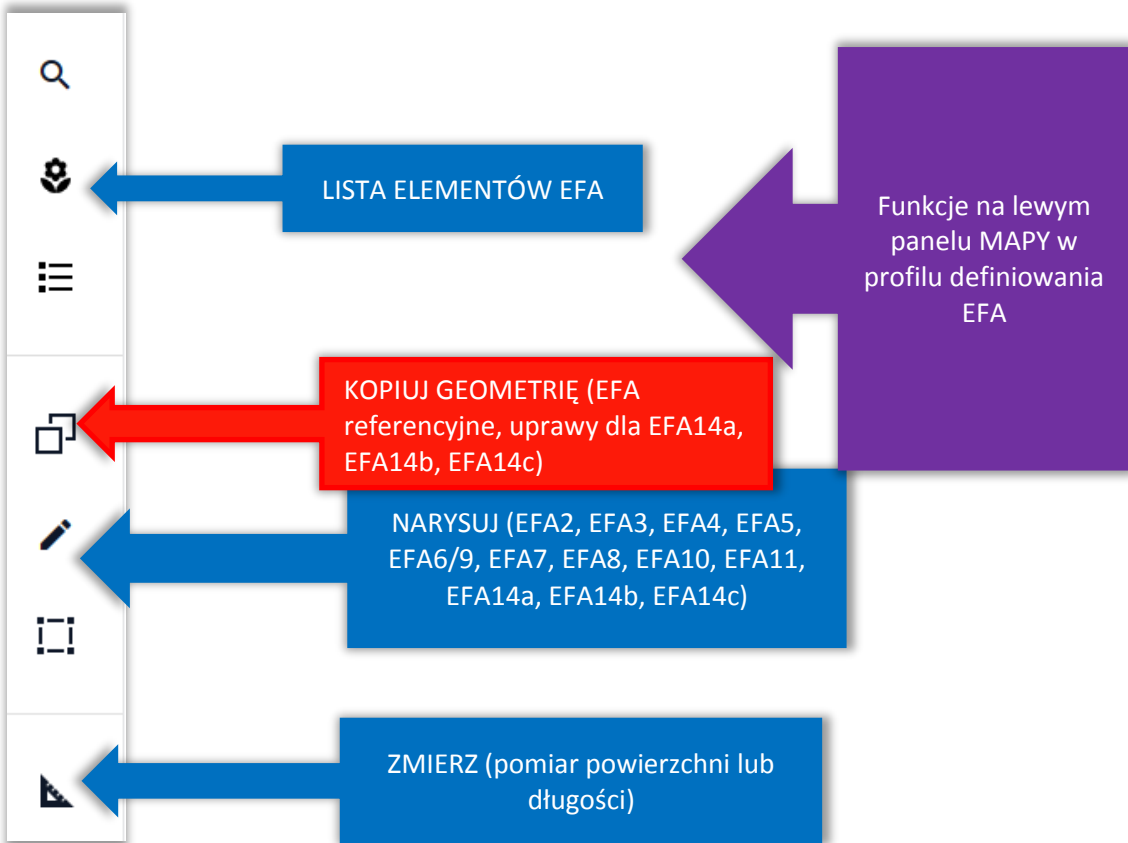 LISTA ELEMENTÓW EFA
Funkcje na lewym
panelu MAPY w
profilu definiowania
EFA
KOPIUJ GEOMETRIĘ (EFA
referencyjne, uprawy dla EFA14a,
EFA14b, EFA14c)
NARYSUJ (EFA2, EFA3, EFA4, EFA5,
EFA6/9, EFA7, EFA8, EFA10, EFA11,
EFA14a, EFA14b, EFA14c)
ZMIERZ (pomiar powierzchni lub
długości)